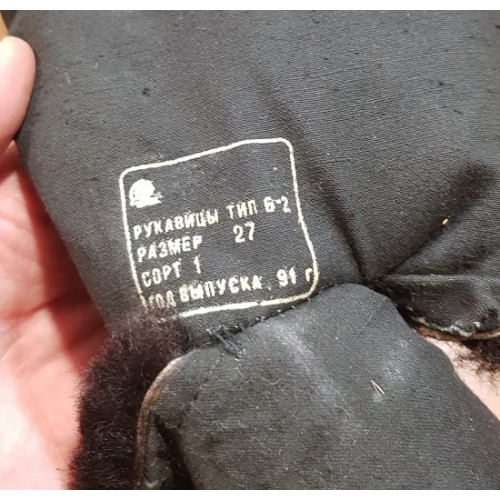 РУКАВИЦЫ ТИП Б-2
РАЗМЕР 27
СОРТ 1
ГОД ВЫПУСКА. 91 г